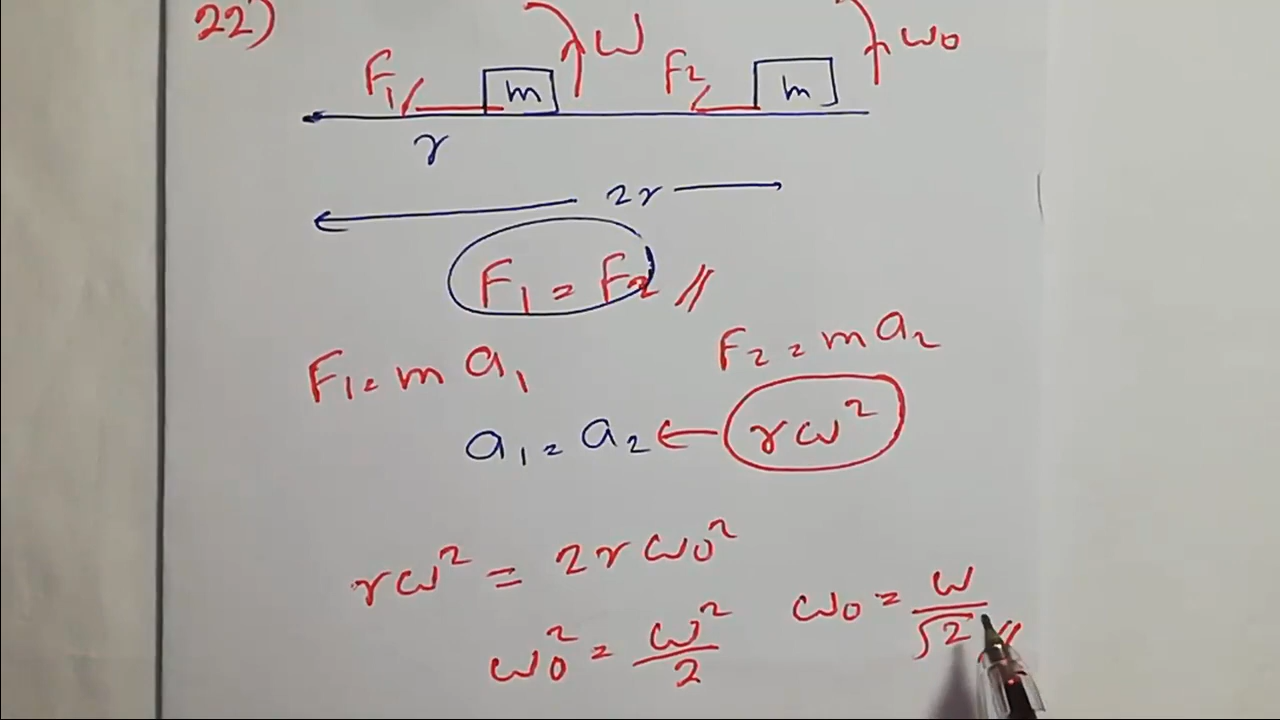 22)
F₁ m ω F₂ m ω₀
r
2r
F₁ = F₂ //
F₁ = m a₁ F₂ = m a₂
a₁ = a₂ ← rω²
rω² = 2rω₀²
ω₀² = ω²/2 ω₀ = ω/√2 //